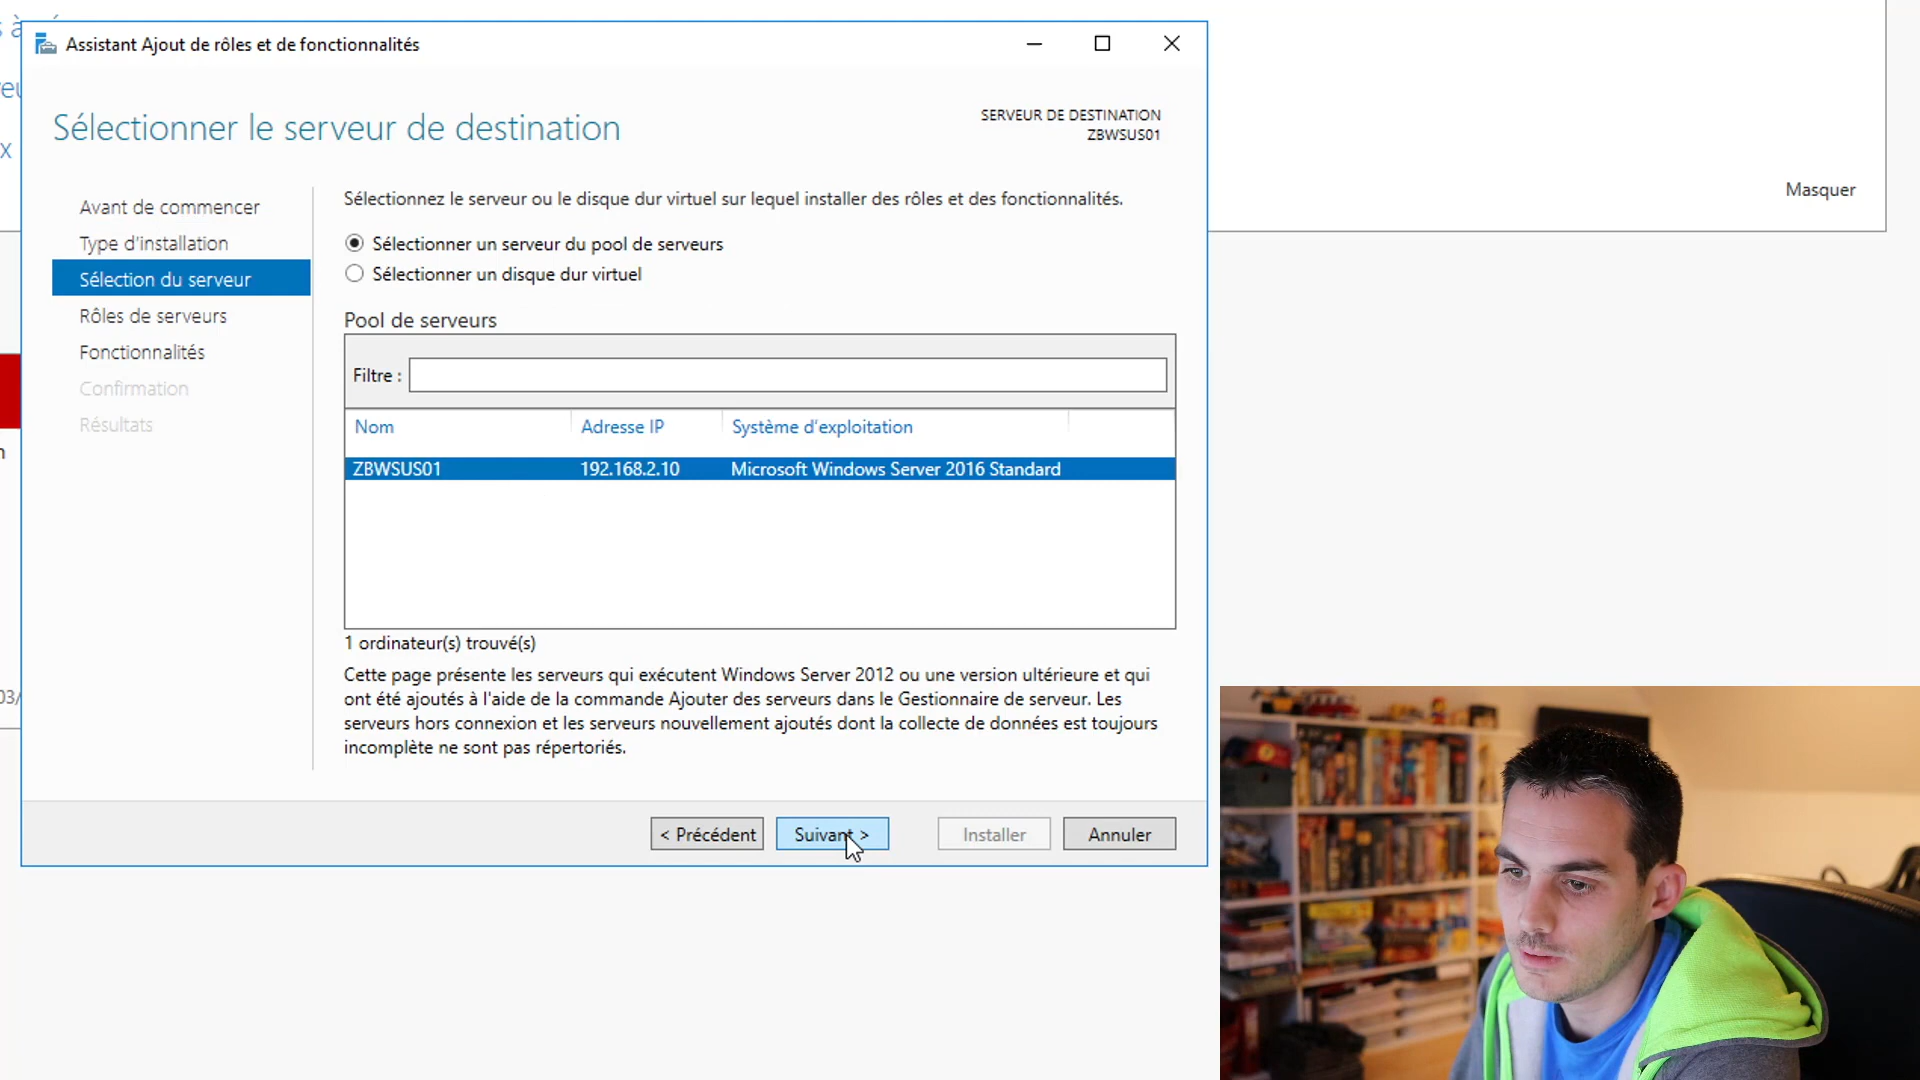 Assistant Ajout de rôles et de fonctionnalités
Sélectionner le serveur de destination
SERVEUR DE DESTINATION
ZBWSUS01
Avant de commencer
Type d'installation
Sélection du serveur
Rôles de serveurs
Fonctionnalités
Confirmation
Résultats
Sélectionnez le serveur ou le disque dur virtuel sur lequel installer des rôles et des fonctionnalités.
Sélectionner un serveur du pool de serveurs
Sélectionner un disque dur virtuel
Pool de serveurs
Filtre :
Nom Adresse IP Système d'exploitation
ZBWSUS01 192.168.2.10 Microsoft Windows Server 2016 Standard
1 ordinateur(s) trouvé(s)
Cette page présente les serveurs qui exécutent Windows Server 2012 ou une version ultérieure et qui
ont été ajoutés à l'aide de la commande Ajouter des serveurs dans le Gestionnaire de serveur. Les
serveurs hors connexion et les serveurs nouvellement ajoutés dont la collecte de données est toujours
incomplète ne sont pas répertoriés.
< Précédent Suivant > Installer Annuler
Masquer